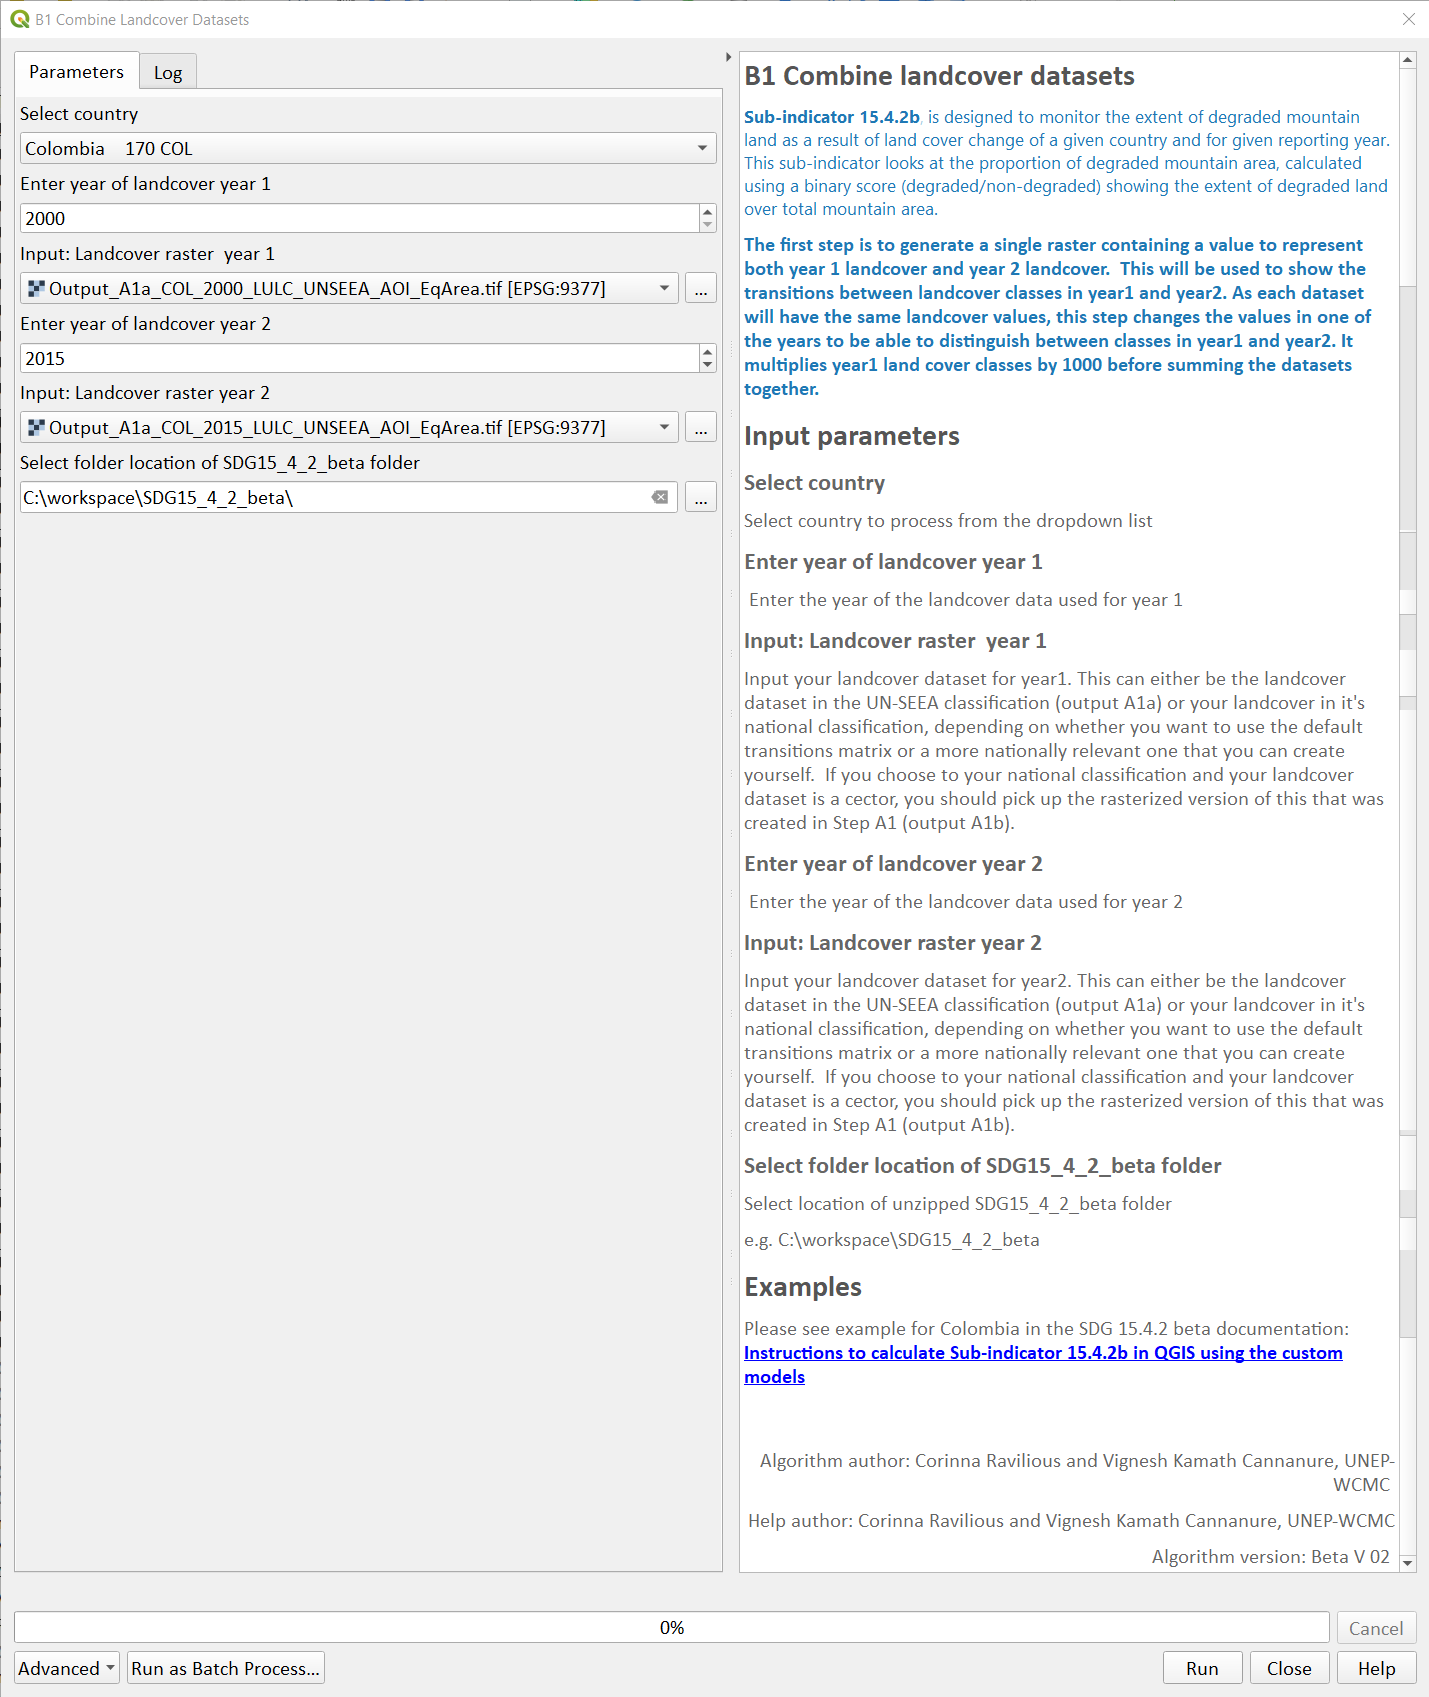 B1 Combine Landcover Datasets
Parameters
Log
Select country
Colombia 170 COL
Enter year of landcover year 1
2000
Input: Landcover raster  year 1
Output_A1a_COL_2000_LULC_UNSEEA_AOI_EqArea.tif [EPSG:9377]
...
Enter year of landcover year 2
2015
Input: Landcover raster year 2
Output_A1a_COL_2015_LULC_UNSEEA_AOI_EqArea.tif [EPSG:9377]
...
Select folder location of SDG15_4_2_beta folder
C:\workspace\SDG15_4_2_beta\
...
B1 Combine landcover datasets
Sub-indicator 15.4.2b, is designed to monitor the extent of degraded mountain
land as a result of land cover change of a given country and for given reporting year.
This sub-indicator looks at the proportion of degraded mountain area, calculated
using a binary score (degraded/non-degraded) showing the extent of degraded land
over total mountain area.
The first step is to generate a single raster containing a value to represent
both year 1 landcover and year 2 landcover.  This will be used to show the
transitions between landcover classes in year1 and year2. As each dataset
will have the same landcover values, this step changes the values in one of
the years to be able to distinguish between classes in year1 and year2. It
multiplies year1 land cover classes by 1000 before summing the datasets
together.
Input parameters
Select country
Select country to process from the dropdown list
Enter year of landcover year 1
Enter the year of the landcover data used for year 1
Input: Landcover raster  year 1
Input your landcover dataset for year1. This can either be the landcover
dataset in the UN-SEEA classification (output A1a) or your landcover in it's
national classification, depending on whether you want to use the default
transitions matrix or a more nationally relevant one that you can create
yourself.  If you choose to your national classification and your landcover
dataset is a cector, you should pick up the rasterized version of this that was
created in Step A1 (output A1b).
Enter year of landcover year 2
Enter the year of the landcover data used for year 2
Input: Landcover raster year 2
Input your landcover dataset for year2. This can either be the landcover
dataset in the UN-SEEA classification (output A1a) or your landcover in it's
national classification, depending on whether you want to use the default
transitions matrix or a more nationally relevant one that you can create
yourself.  If you choose to your national classification and your landcover
dataset is a cector, you should pick up the rasterized version of this that was
created in Step A1 (output A1b).
Select folder location of SDG15_4_2_beta folder
Select location of unzipped SDG15_4_2_beta folder
e.g. C:\workspace\SDG15_4_2_beta
Examples
Please see example for Colombia in the SDG 15.4.2 beta documentation:
Instructions to calculate Sub-indicator 15.4.2b in QGIS using the custom
models
Algorithm author: Corinna Ravilious and Vignesh Kamath Cannanure, UNEP-
WCMC
Help author: Corinna Ravilious and Vignesh Kamath Cannanure, UNEP-WCMC
Algorithm version: Beta V 02
0%
Cancel
Advanced
Run as Batch Process...
Run
Close
Help